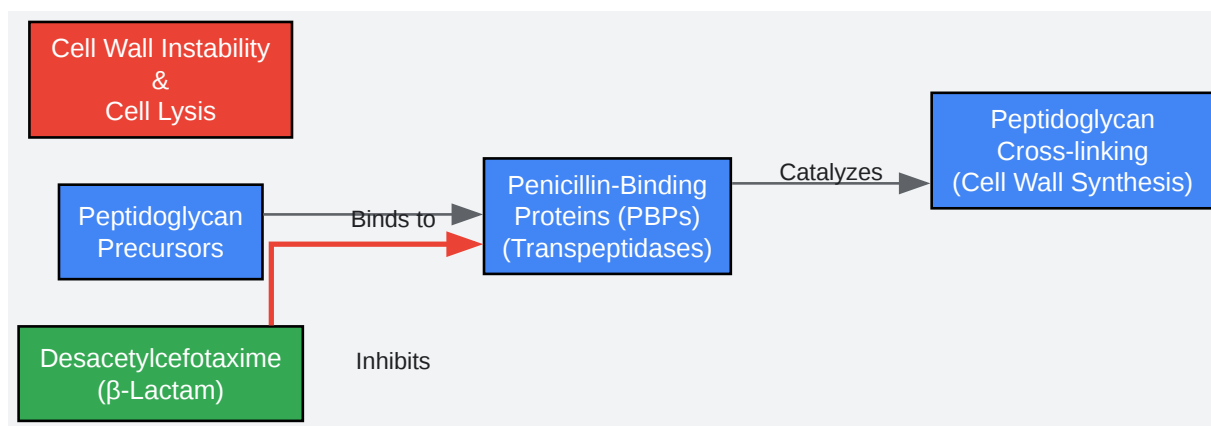 Cell Wall Instability
&
Cell Lysis
Peptidoglycan
Precursors
Binds to
Penicillin-Binding
Proteins (PBPs)
(Transpeptidases)
Catalyzes
Peptidoglycan
Cross-linking
(Cell Wall Synthesis)
Desacetylcefotaxime
(β-Lactam)
Inhibits